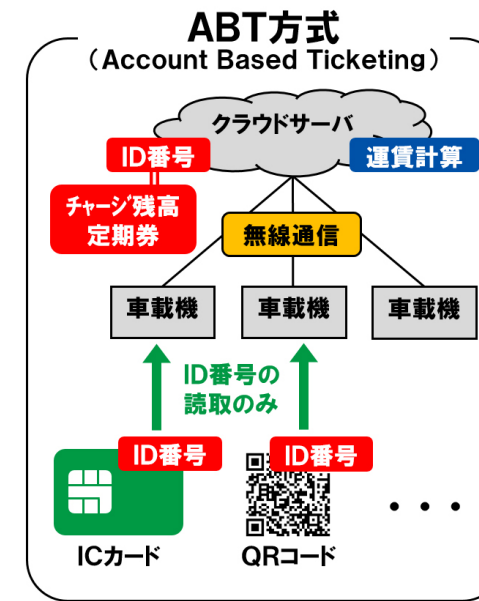 ABT方式
（Account Based Ticketing）
クラウドサーバ
ID番号
運賃計算
チャージ残高
定期券
無線通信
車載機
車載機
車載機
ID番号の
読取のみ
ID番号
ID番号
ICカード
QRコード
・・・